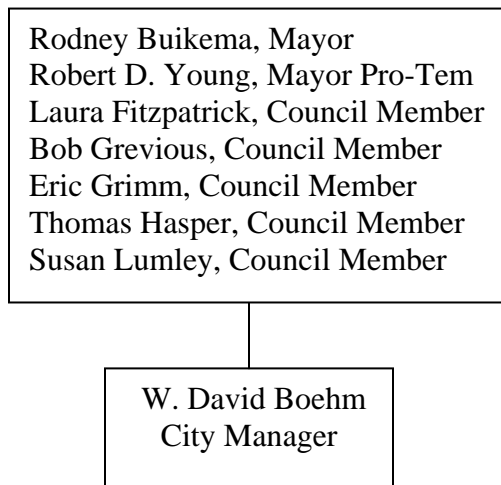 Rodney Buikema, Mayor
Robert D. Young, Mayor Pro-Tem
Laura Fitzpatrick, Council Member
Bob Grevious, Council Member
Eric Grimm, Council Member
Thomas Hasper, Council Member
Susan Lumley, Council Member
W. David Boehm
City Manager